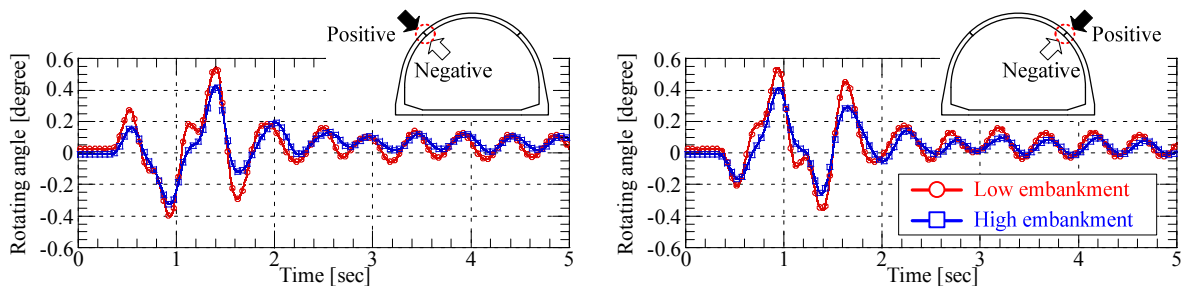 Positive
Negative
Rotating angle [degree]
0.6
0.4
0.2
0
-0.2
-0.4
-0.6
0
1
2
3
4
5
Time [sec]
Positive
Negative
Rotating angle [degree]
0.6
0.4
0.2
0
-0.2
-0.4
-0.6
0
1
2
3
4
5
Time [sec]
Low embankment
High embankment